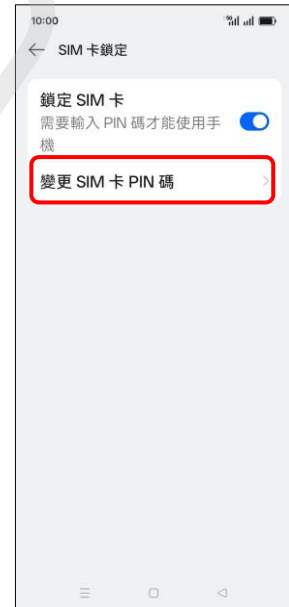 10:00
← SIM 卡鎖定
鎖定 SIM 卡
需要輸入 PIN 碼才能使用手
機
變更 SIM 卡 PIN 碼